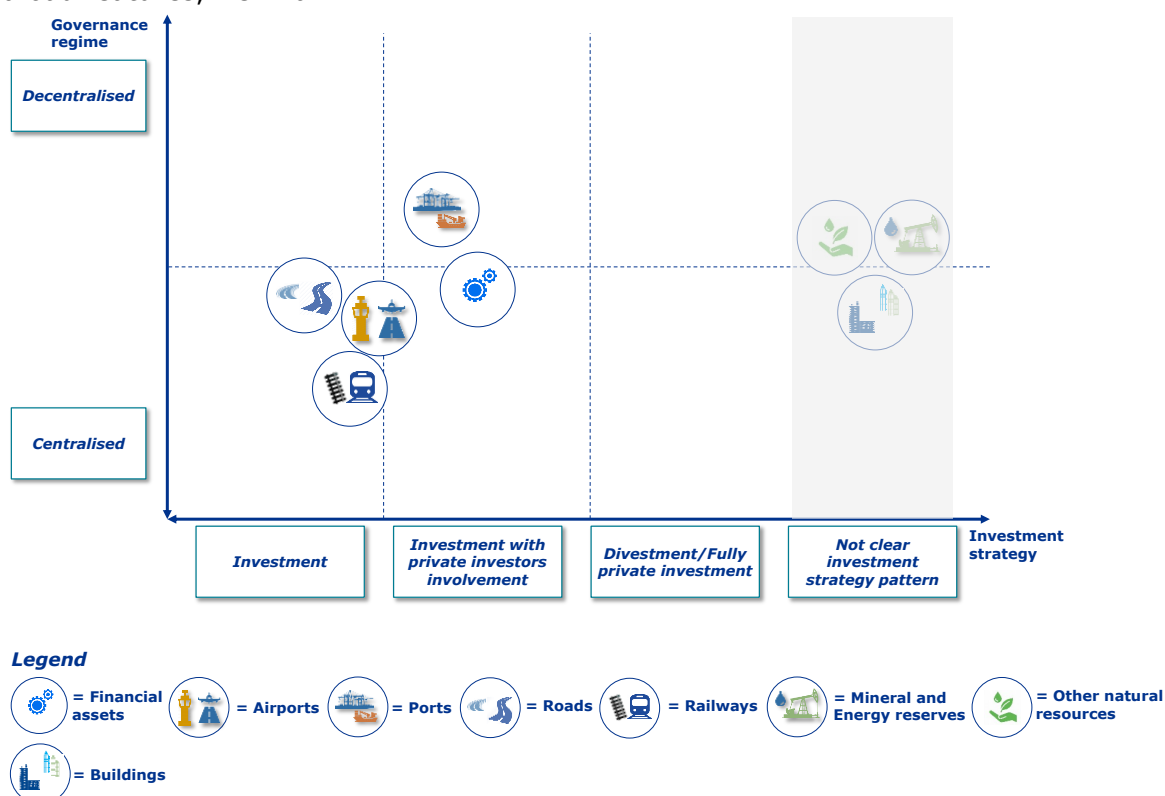 Governance
regime
Decentralised
Centralised
Investment
Investment with
private investors
involvement
Divestment/Fully
private investment
Not clear
investment
strategy pattern
Investment
strategy
Legend
= Financial
assets
= Airports
= Ports
= Roads
= Railways
= Mineral and
Energy reserves
= Other natural
resources
= Buildings